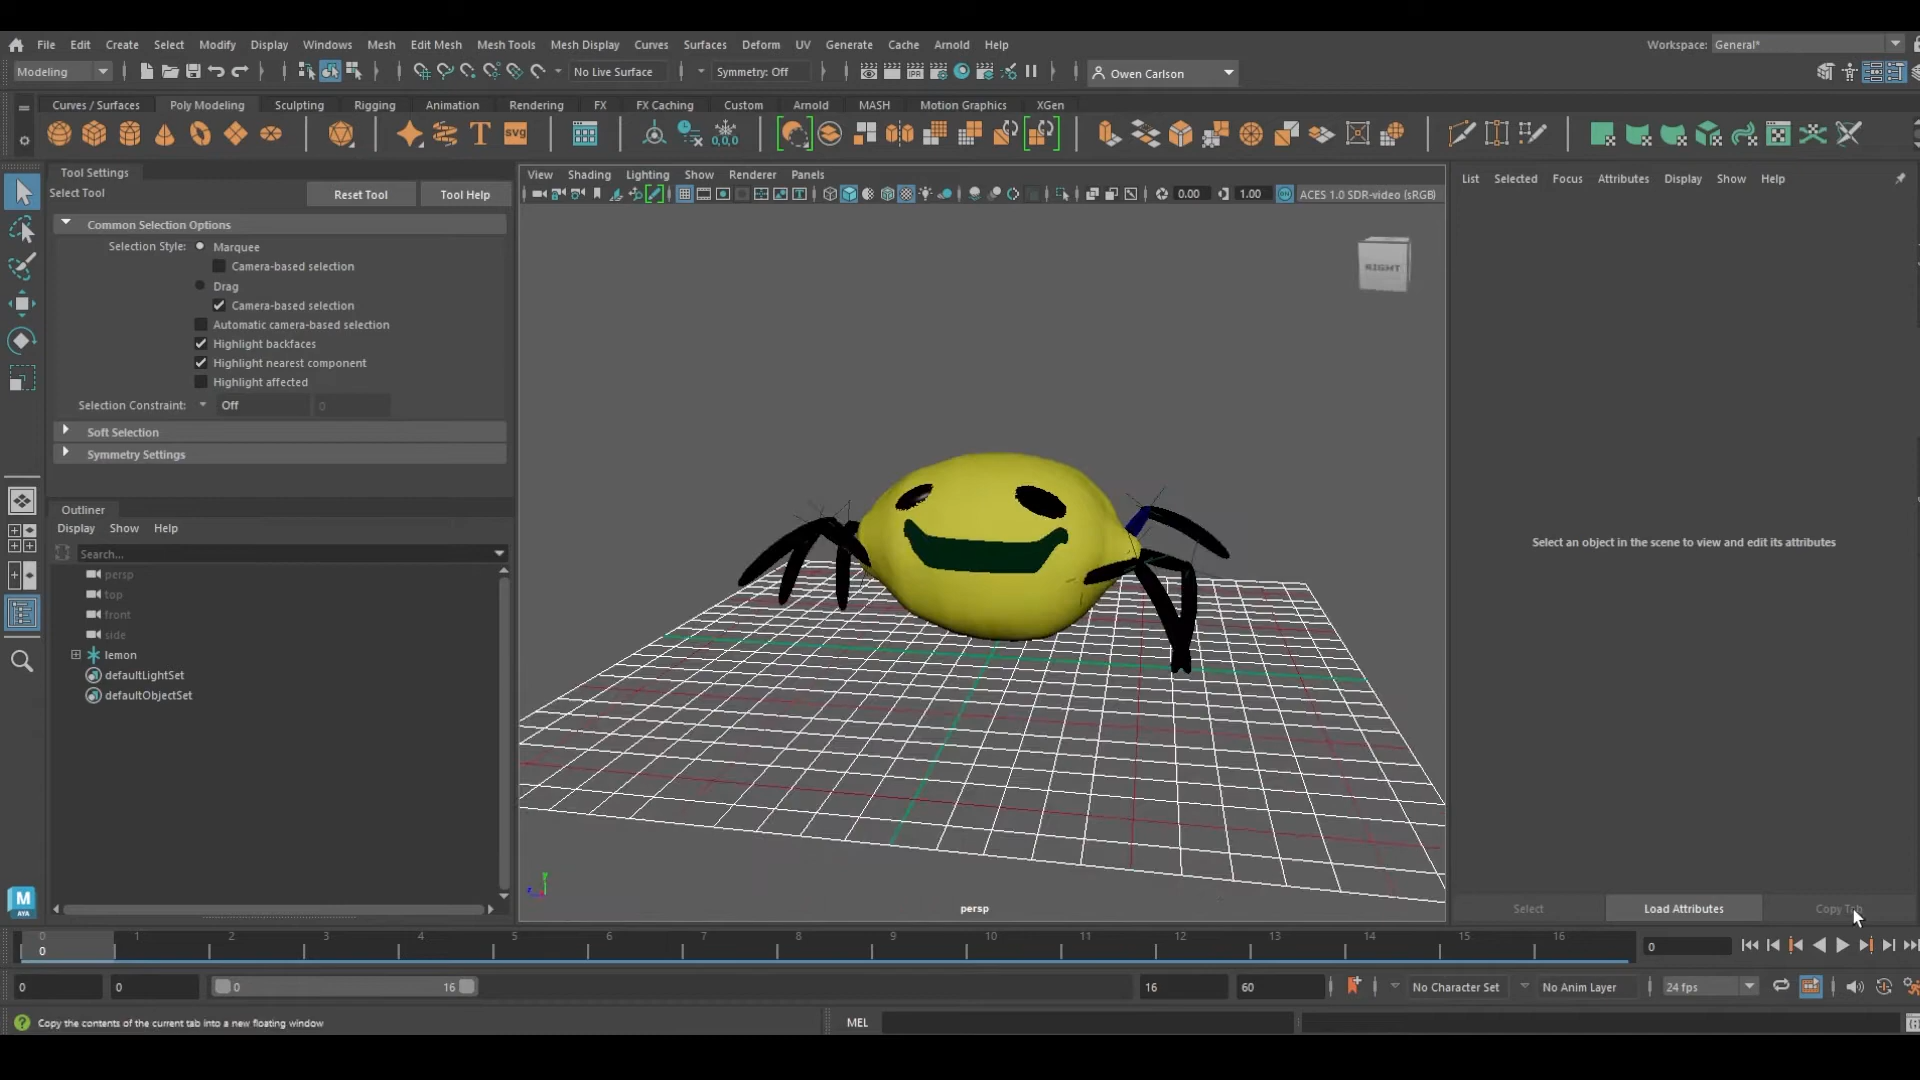 File Edit Create Select Modify Display Windows Mesh Edit Mesh Mesh Tools Mesh Display Curves Surfaces Deform UV Generate Cache Arnold Help Workspace: General*
Modeling No Live Surface Symmetry: Off Owen Carlson
Curves / Surfaces Poly Modeling Sculpting Rigging Animation Rendering FX FX Caching Custom Arnold MASH Motion Graphics XGen
T SVG 0,0,0
Tool Settings
Select Tool Reset Tool Tool Help
Common Selection Options
Selection Style: Marquee
Camera-based selection
Drag
Camera-based selection
Automatic camera-based selection
Highlight backfaces
Highlight nearest component
Highlight affected
Selection Constraint: Off 0
Soft Selection
Symmetry Settings
Outliner
Display Show Help
Search...
persp
top
front
side
lemon
defaultLightSet
defaultObjectSet
View Shading Lighting Show Renderer Panels
0.00 1.00 ACES 1.0 SDR-video (sRGB)
RIGHT
persp
List Selected Focus Attributes Display Show Help
Select an object in the scene to view and edit its attributes
Select Load Attributes Copy Tab
M
AYA
0 1 2 3 4 5 6 7 8 9 10 11 12 13 14 15 16
0 0
0 0 0 16 16 60 No Character Set No Anim Layer 24 fps
Copy the contents of the current tab into a new floating window MEL